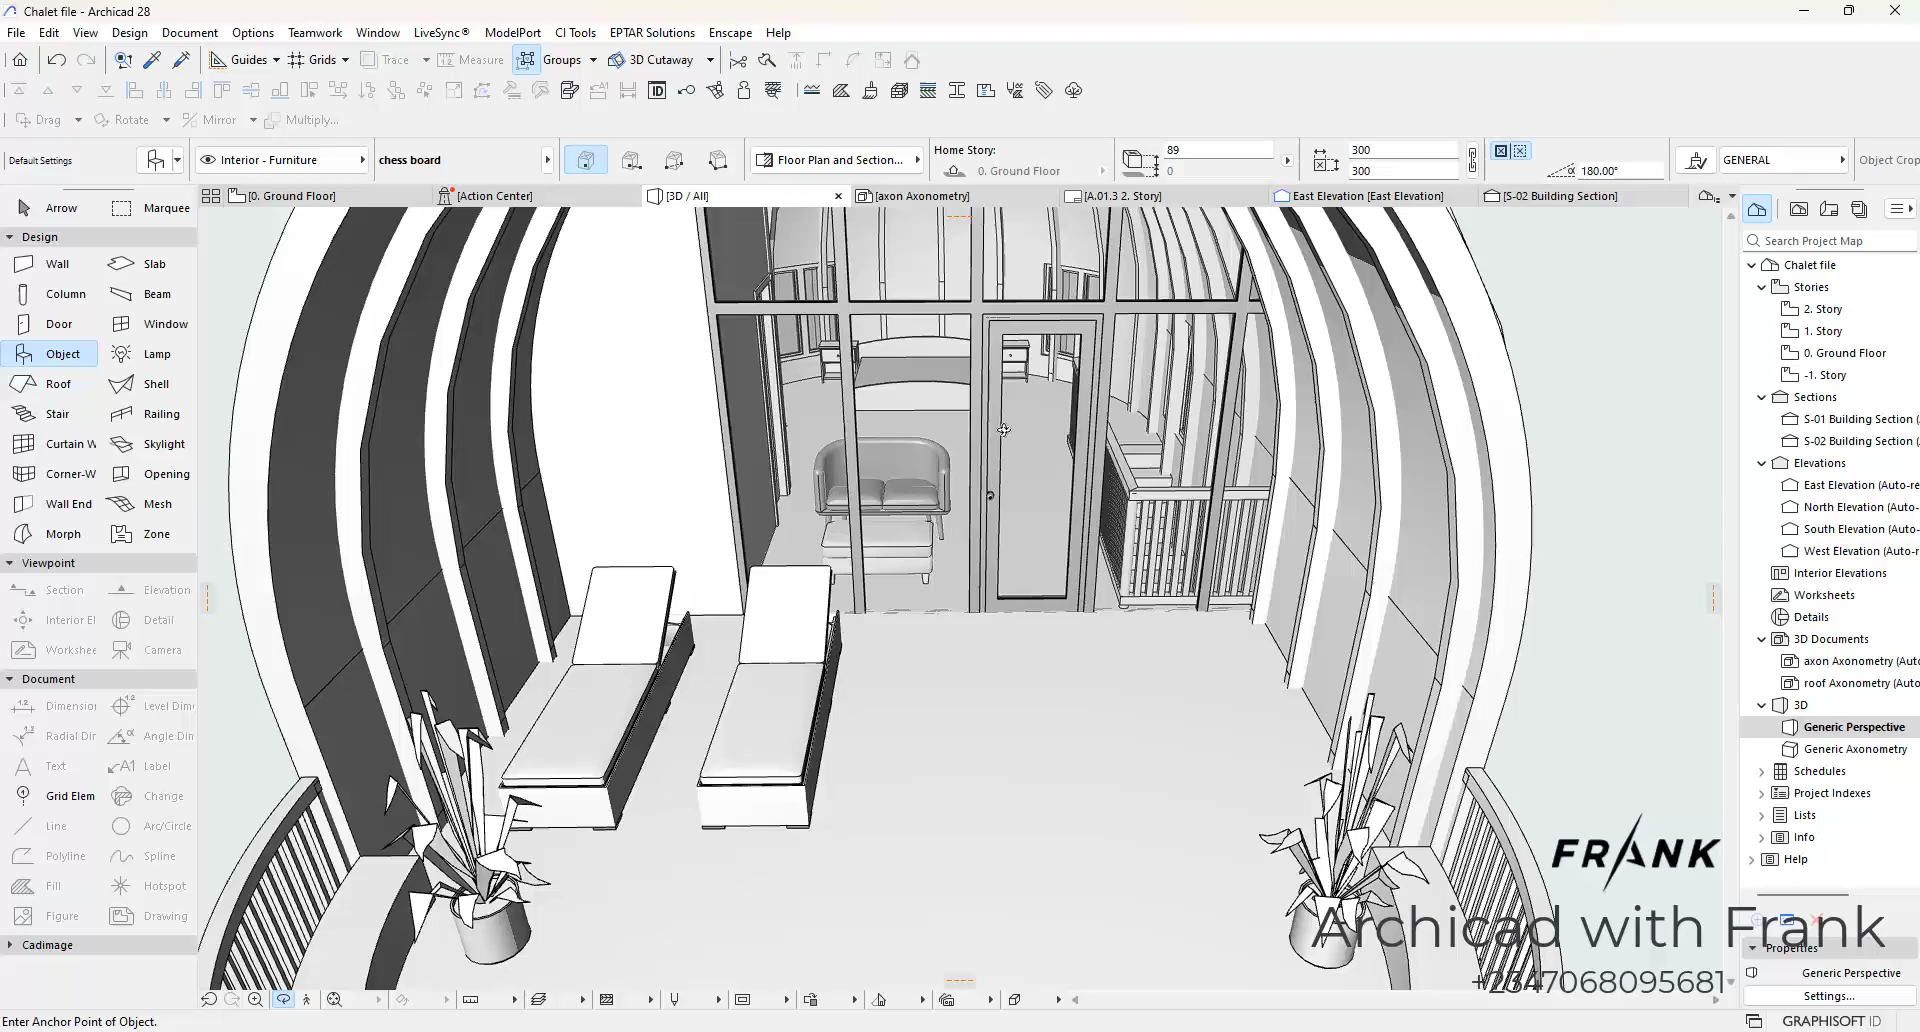 Chalet file - Archicad 28
File Edit View Design Document Options Teamwork Window LiveSync® ModelPort CI Tools EPTAR Solutions Enscape Help
Guides Grids Trace Measure Groups 3D Cutaway
ID
Drag Rotate Mirror Multiply...
Default Settings
Interior - Furniture
chess board
Floor Plan and Section...
Home Story:
0. Ground Floor
89
0
300
300
180.00°
GENERAL
Object Crop
[0. Ground Floor]
[Action Center]
[3D / All]
[axon Axonometry]
[A.01.3 2. Story]
East Elevation [East Elevation]
[S-02 Building Section]
Arrow Marquee
Design
Wall Slab
Column Beam
Door Window
Object Lamp
Roof Shell
Stair Railing
Curtain W Skylight
Corner-W Opening
Wall End Mesh
Morph Zone
Viewpoint
Section Elevation
Interior El Detail
Workshee Camera
Document
Dimensior Level Dim
Radial Dir Angle Dim
Text Label
Grid Elem Change
Line Arc/Circle
Polyline Spline
Fill Hotspot
Figure Drawing
Cadimage
Search Project Map
Chalet file
Stories
2. Story
1. Story
0. Ground Floor
-1. Story
Sections
S-01 Building Section (
S-02 Building Section (
Elevations
East Elevation (Auto-re
North Elevation (Auto-
South Elevation (Auto-
West Elevation (Auto-r
Interior Elevations
Worksheets
Details
3D Documents
axon Axonometry (Auto
roof Axonometry (Auto
3D
Generic Perspective
Generic Axonometry
Schedules
Project Indexes
Lists
Info
Help
FRANK
Archicad with Frank
+2347068095681
Properties
Generic Perspective
Settings...
Enter Anchor Point of Object.
GRAPHISOFT ID